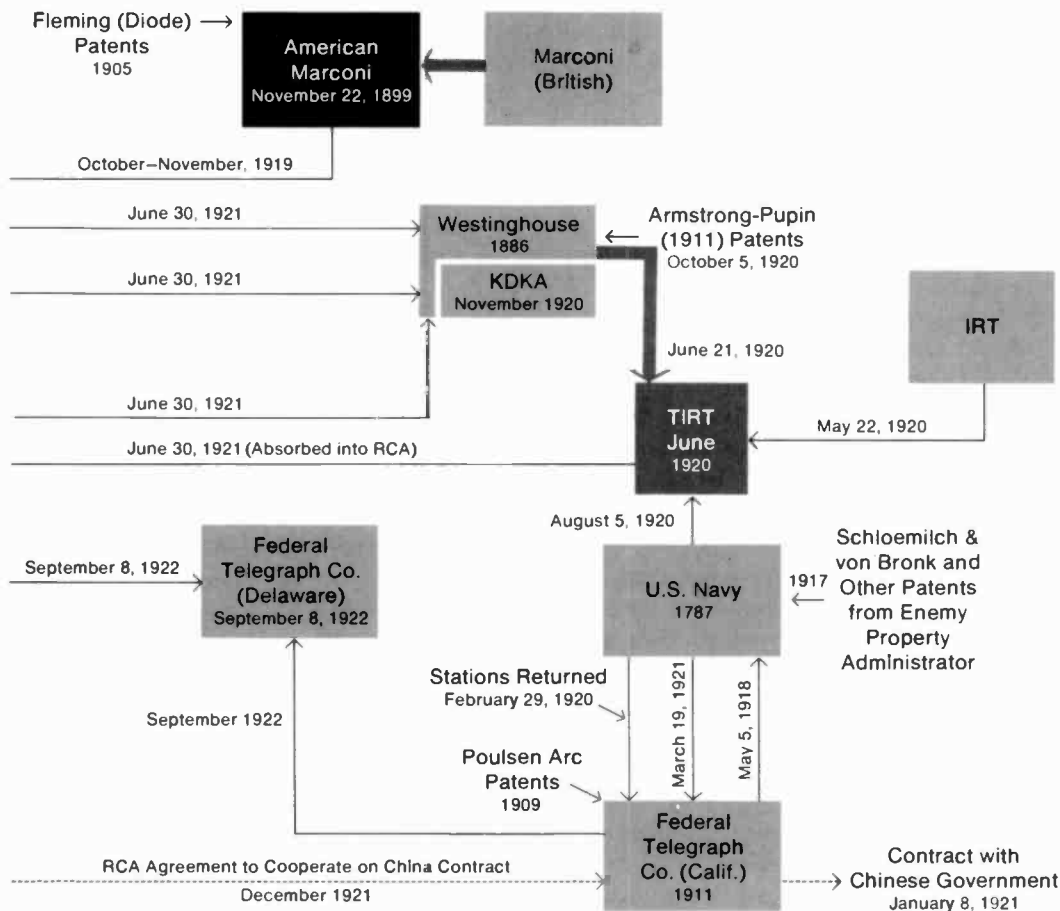 Fleming (Diode) →
Patents
1905
American
Marconi
November 22, 1899
Marconi
(British)
October–November, 1919
June 30, 1921
Westinghouse
1886
Armstrong-Pupin
(1911) Patents
October 5, 1920
June 30, 1921
KDKA
November 1920
IRT
June 21, 1920
June 30, 1921
TIRT
June
1920
May 22, 1920
June 30, 1921 (Absorbed into RCA)
August 5, 1920
Federal
Telegraph Co.
(Delaware)
September 8, 1922
September 8, 1922
U.S. Navy
1787
1917
Schloemilch &
von Bronk and
Other Patents
from Enemy
Property
Administrator
Stations Returned
February 29, 1920
March 19, 1921
May 5, 1918
September 1922
Poulsen Arc
Patents
1909
Federal
Telegraph
Co. (Calif.)
1911
RCA Agreement to Cooperate on China Contract
December 1921
Contract with
Chinese Government
January 8, 1921